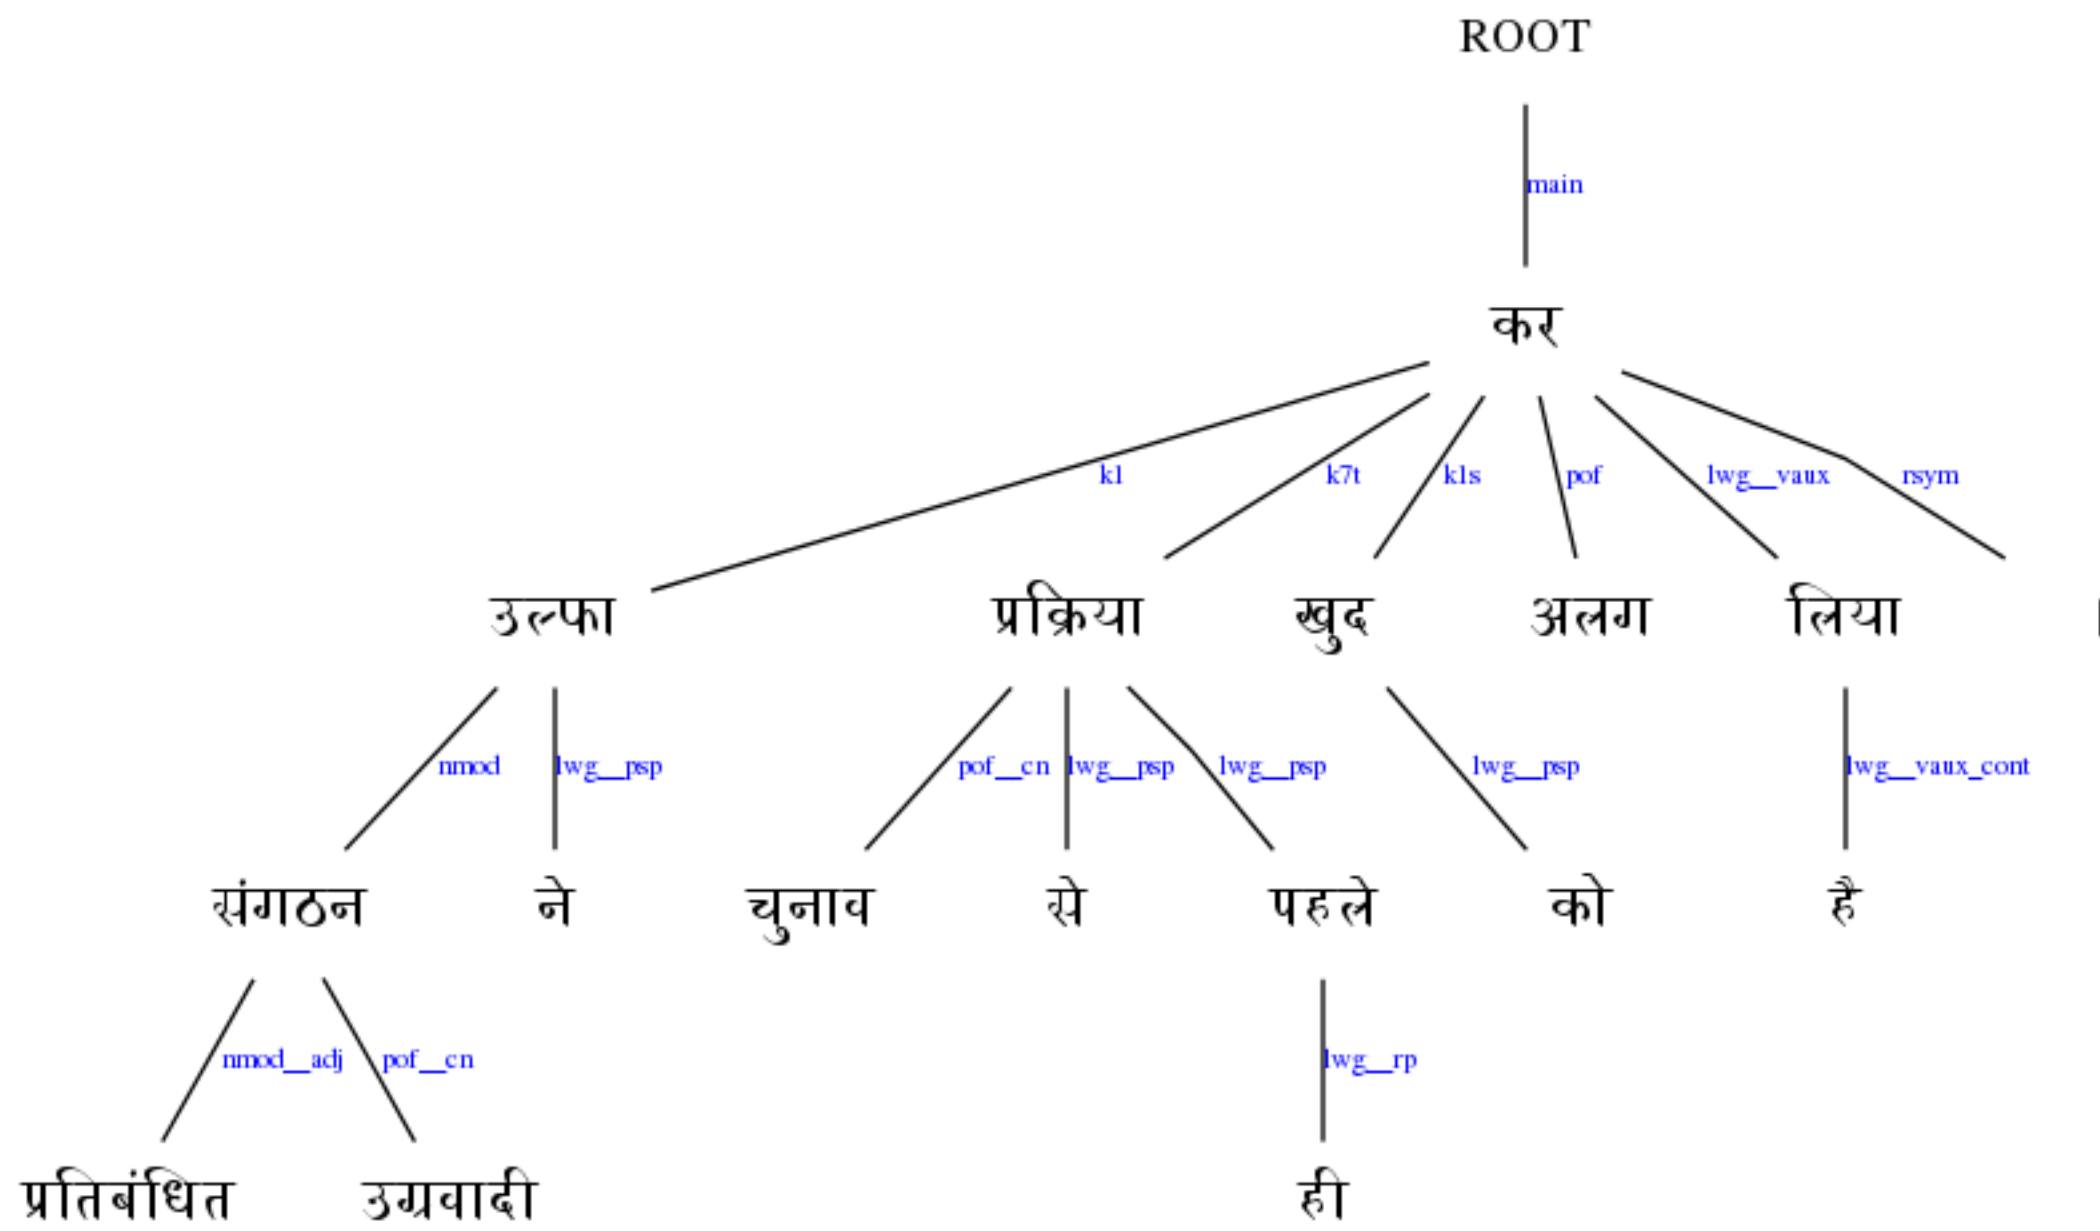 ROOT
main
कर
k1 k7t k1s pof lwg__vaux rsym
उल्फा प्रक्रिया खुद अलग लिया
nmod lwg__psp pof__cn lwg__psp lwg__psp lwg__psp lwg__vaux_cont
संगठन ने चुनाव से पहले को है
nmod__adj pof__cn lwg__rp
प्रतिबंधित उग्रवादी ही